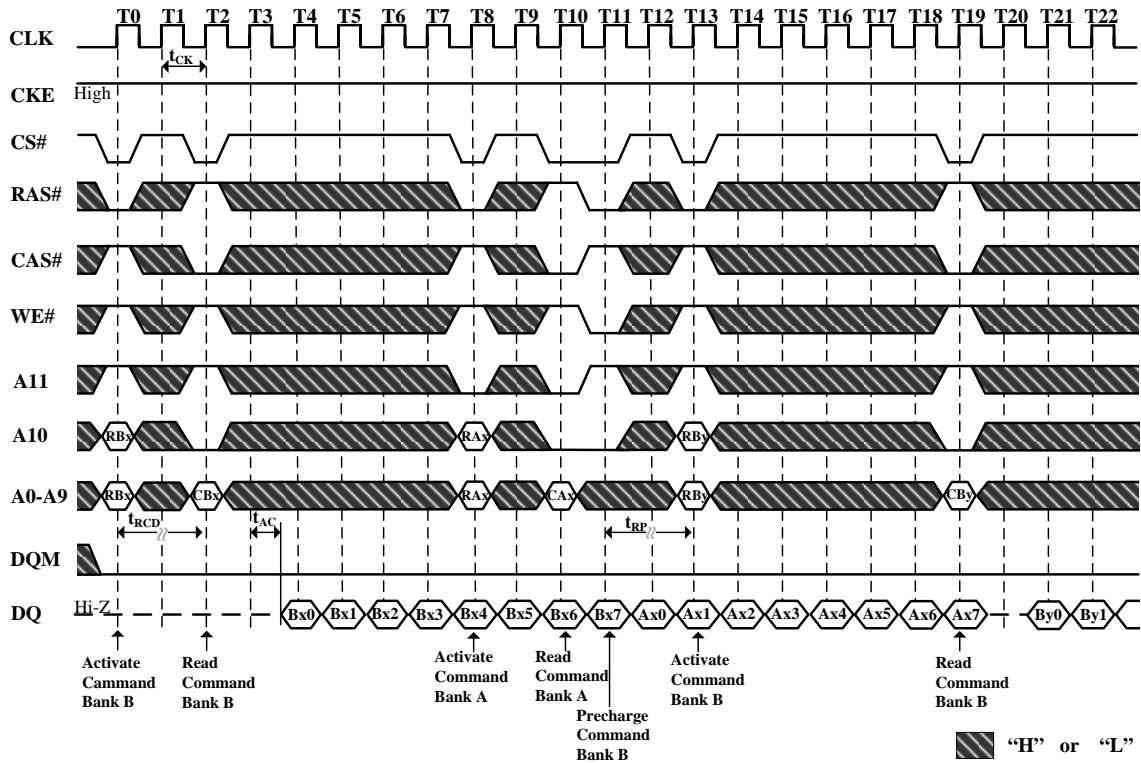 T0 T1 T2 T3 T4 T5 T6 T7 T8 T9 T10 T11 T12 T13 T14 T15 T16 T17 T18 T19 T20 T21 T22
CLK
tCK
CKE High
CS#
RAS#
CAS#
WE#
A11
A10 RBx RAx RBy
A0-A9 RBx CBx RAx CAx RBy CBy
tRCD tAC tRP
DQM
DQ Hi-Z Bx0 Bx1 Bx2 Bx3 Bx4 Bx5 Bx6 Bx7 Ax0 Ax1 Ax2 Ax3 Ax4 Ax5 Ax6 Ax7 By0 By1
Activate
Cammand
Bank B
Read
Command
Bank B
Activate
Command
Bank A
Read
Command
Bank A
Precharge
Command
Bank B
Activate
Command
Bank B
Read
Command
Bank B
“H” or “L”